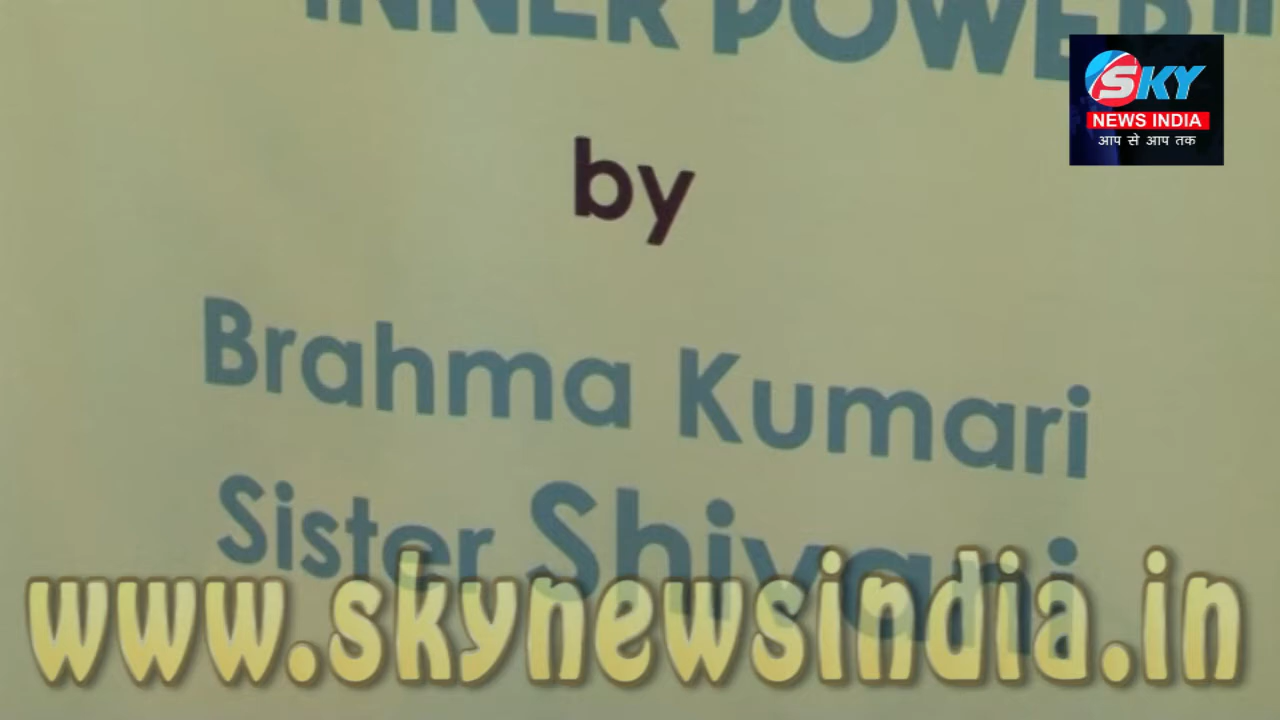 INNER POWER"
SKY
NEWS INDIA
आप से आप तक
by
Brahma Kumari
Sister Shivani
www.skynewsindia.in